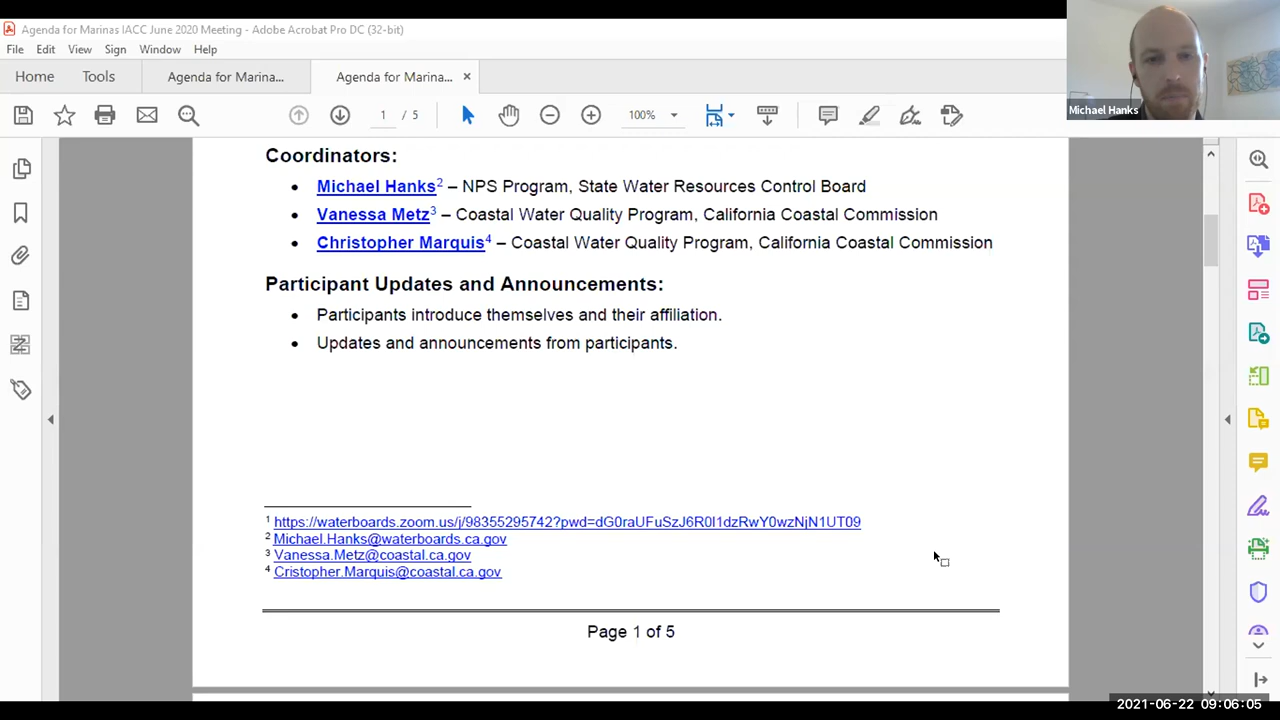 Agenda for Marinas IACC June 2020 Meeting - Adobe Acrobat Pro DC (32-bit)
File Edit View Sign Window Help
Home Tools Agenda for Marina... Agenda for Marina... ×
1 / 5 100%
Michael Hanks
Coordinators:
• Michael Hanks2 – NPS Program, State Water Resources Control Board
• Vanessa Metz3 – Coastal Water Quality Program, California Coastal Commission
• Christopher Marquis4 – Coastal Water Quality Program, California Coastal Commission
Participant Updates and Announcements:
• Participants introduce themselves and their affiliation.
• Updates and announcements from participants.
1 https://waterboards.zoom.us/j/98355295742?pwd=dG0raUFuSzJ6R0l1dzRwY0wzNjN1UT09
2 Michael.Hanks@waterboards.ca.gov
3 Vanessa.Metz@coastal.ca.gov
4 Cristopher.Marquis@coastal.ca.gov
Page 1 of 5
2021-06-22 09:06:05